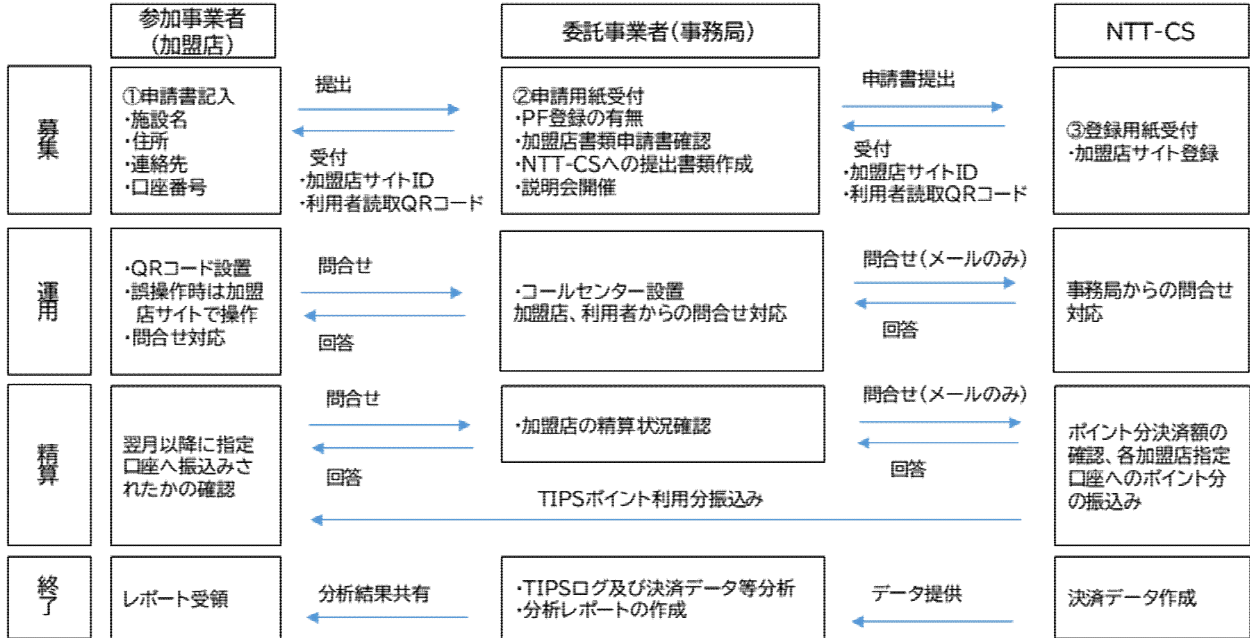 参加事業者
(加盟店)
委託事業者(事務局)
NTT-CS
募集
①申請書記入
・施設名
・住所
・連絡先
・口座番号
提出
受付
・加盟店サイトID
・利用者読取QRコード
②申請用紙受付
・PF登録の有無
・加盟店書類申請書確認
・NTT-CSへの提出書類作成
・説明会開催
申請書提出
受付
・加盟店サイトID
・利用者読取QRコード
③登録用紙受付
・加盟店サイト登録
運用
・QRコード設置
・誤操作時は加盟
店サイトで操作
・問合せ対応
問合せ
回答
・コールセンター設置
加盟店、利用者からの問合せ対応
問合せ(メールのみ)
回答
事務局からの問合せ
対応
精算
翌月以降に指定
口座へ振込みさ
れたかの確認
問合せ
回答
・加盟店の精算状況確認
問合せ(メールのみ)
回答
TIPSポイント利用分振込み
ポイント分決済額の
確認、各加盟店指定
口座へのポイント分
の振込み
終了
レポート受領
分析結果共有
・TIPSログ及び決済データ等分析
・分析レポートの作成
データ提供
決済データ作成